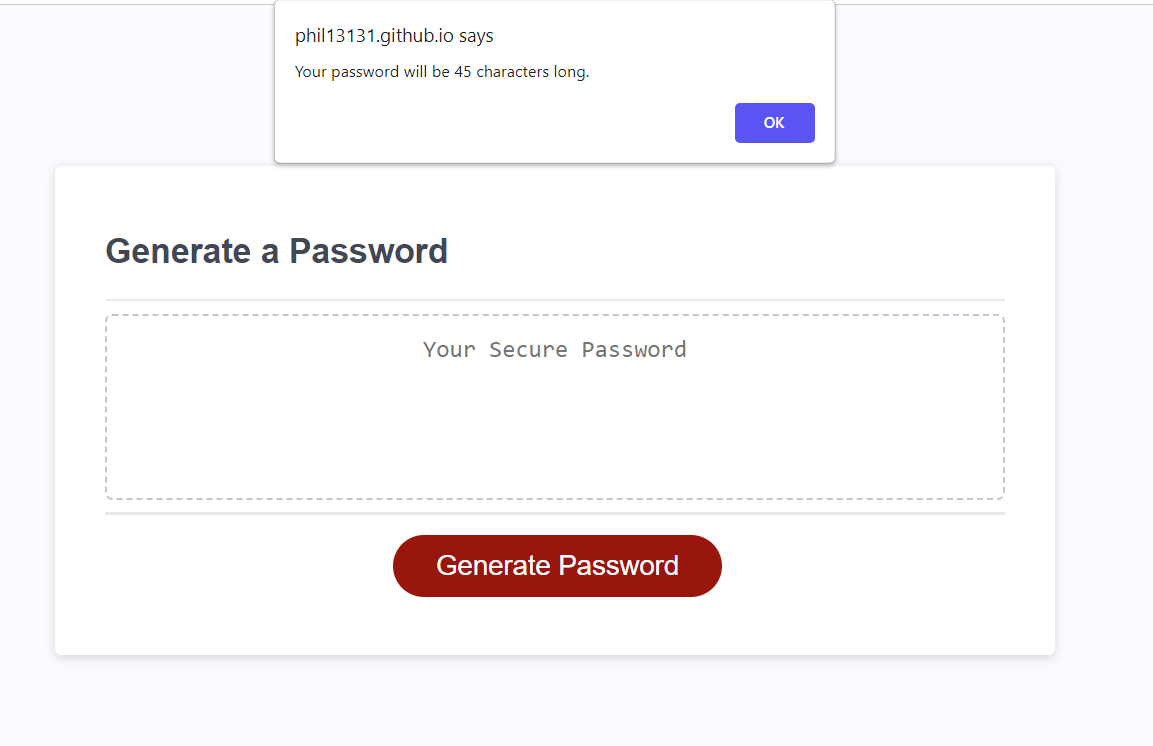 phil13131.github.io says
Your password will be 45 characters long.
OK
Generate a Password
Your Secure Password
Generate Password